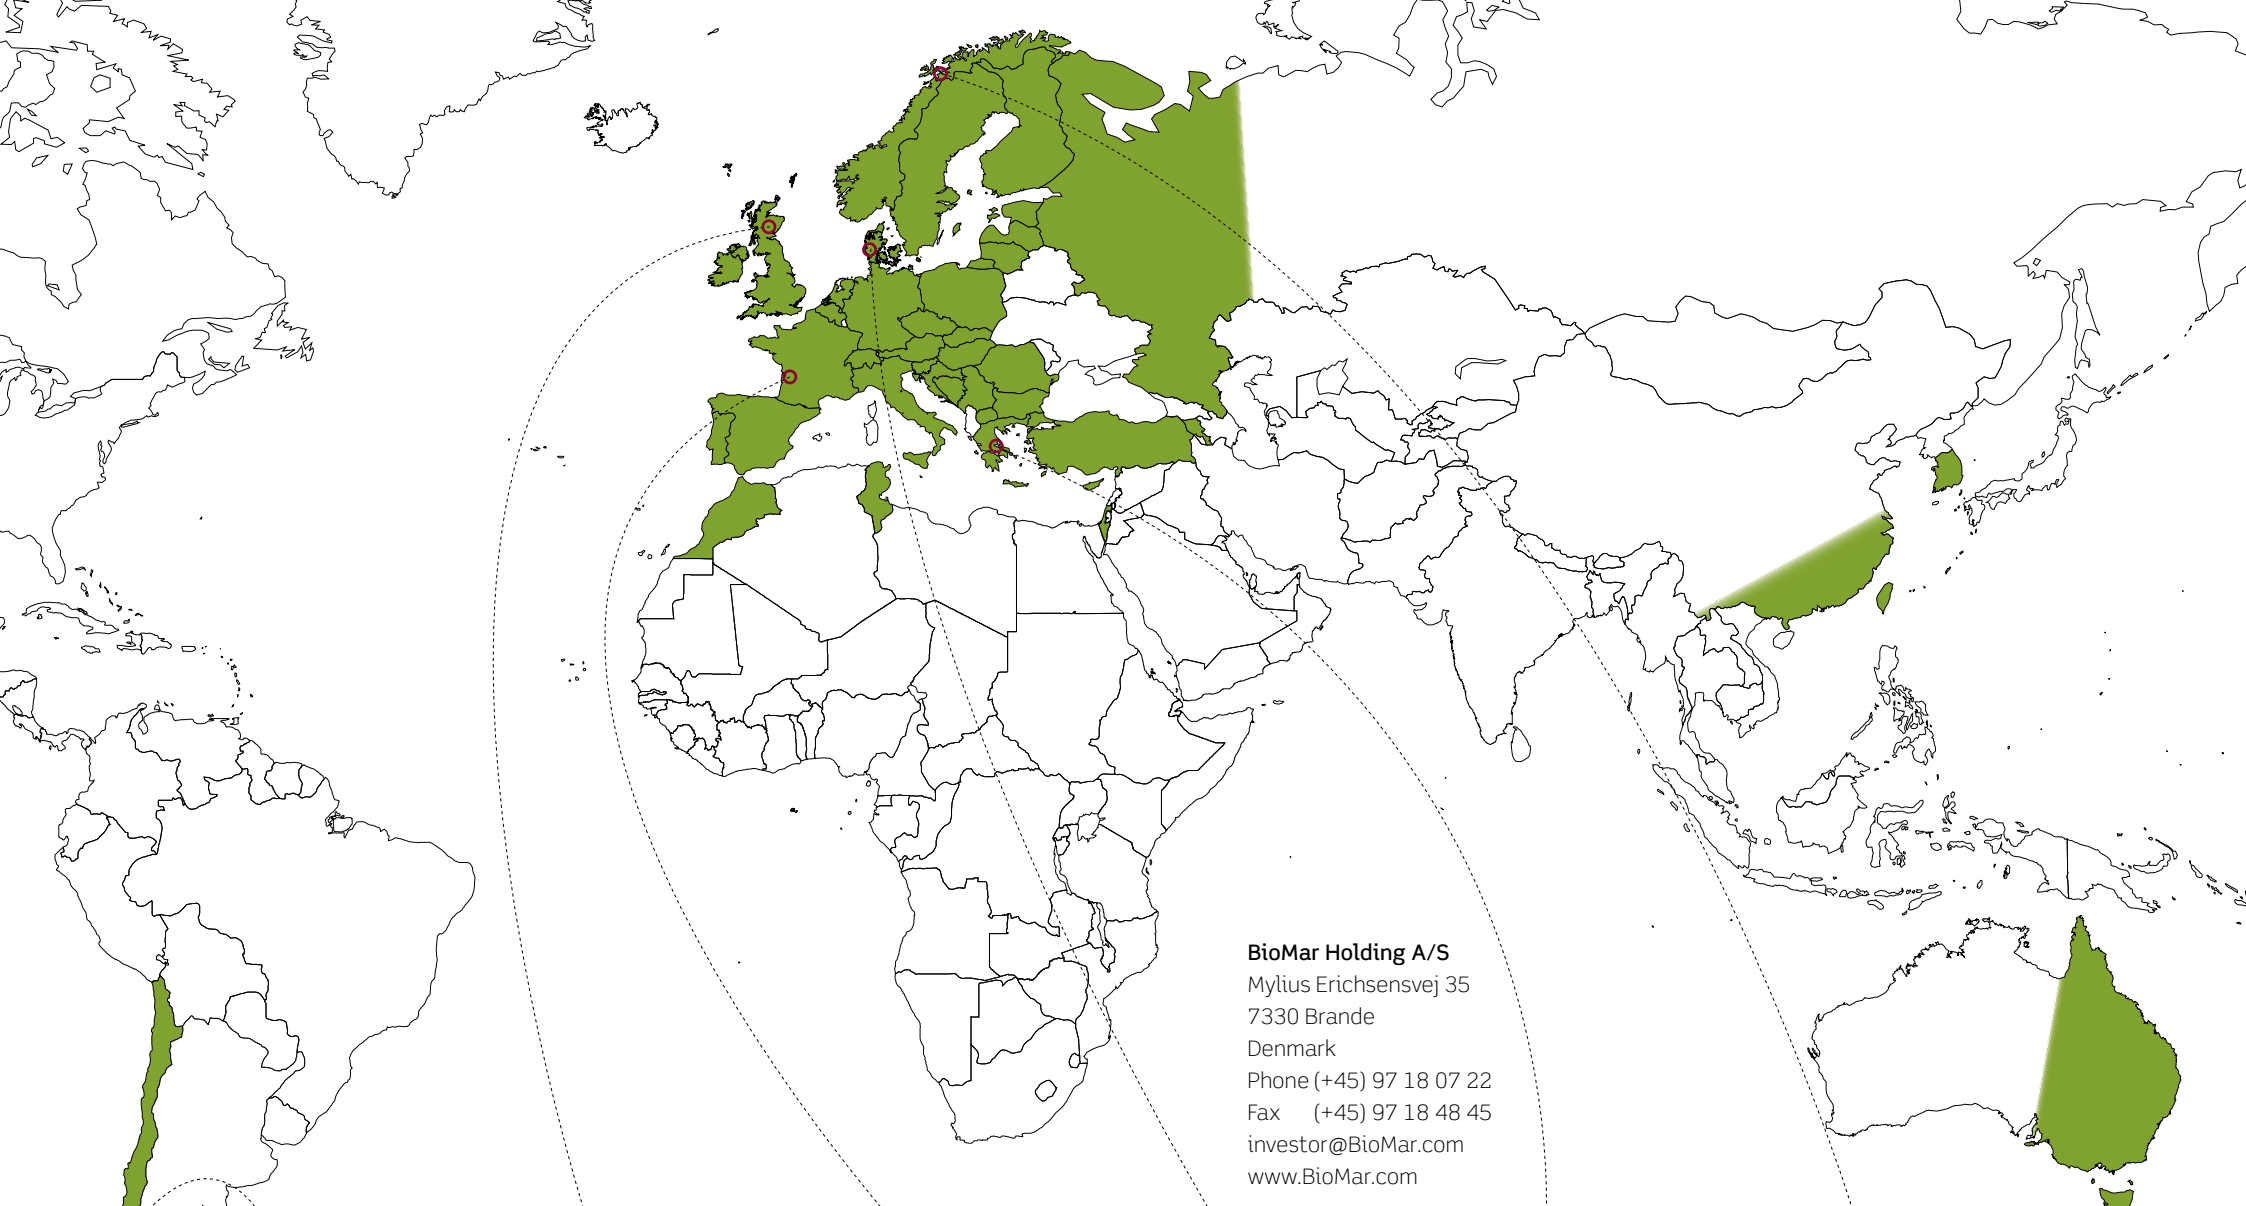 BioMar Holding A/S
Mylius Erichsensvej 35
7330 Brande
Denmark
Phone (+45) 97 18 07 22
Fax (+45) 97 18 48 45
investor@BioMar.com
www.BioMar.com